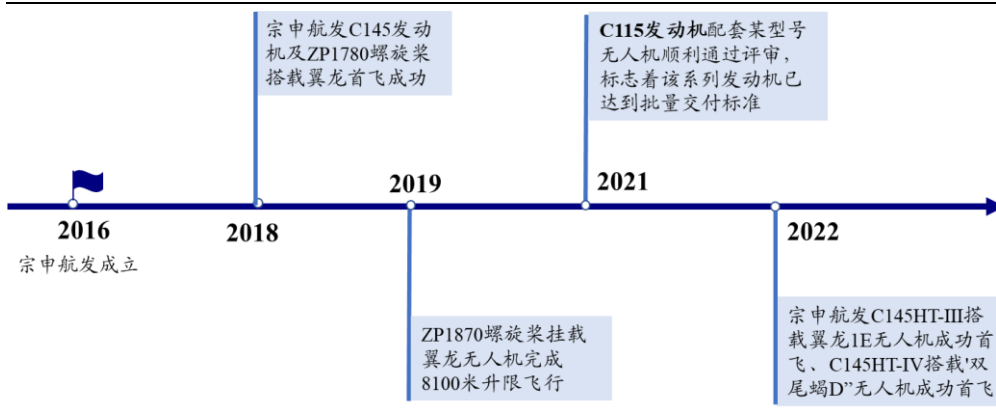 宗申航发C145发动
机及ZP1780螺旋桨
搭载翼龙首飞成功
C115发动机配套某型号
无人机顺利通过评审，
标志着该系列发动机已
达到批量交付标准
2016
宗申航发成立
2018
2019
2021
2022
ZP1870螺旋桨挂载
翼龙无人机完成
8100米升限飞行
宗申航发C145HT-III搭
载翼龙1E无人机成功首
飞、C145HT-IV搭载'双
尾蝎D”无人机成功首飞